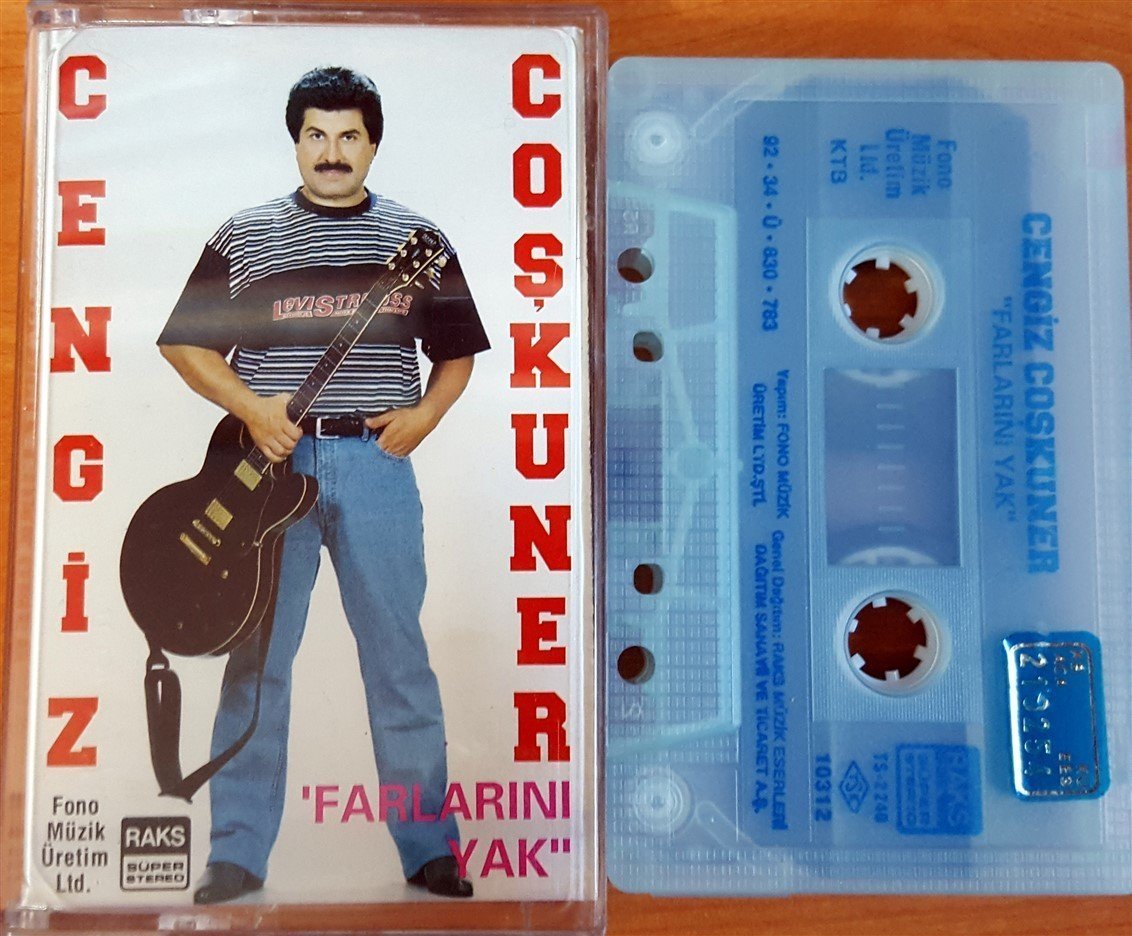 CENGİZ
COŞKUNER
LEVI STRAUSS
'FARLARINI
YAK"
Fono
Müzik
Üretim
Ltd.
RAKS
SÜPER
STEREO
CENGİZ COŞKUNER
"FARLARINI YAK"
Fono
Müzik
Üretim
Ltd.
KTB
92 • 34 • Ü • 830 • 783
Yapım: FONO MÜZİK
ÜRETİM LTD.ŞTİ.
Genel Dağıtım: RAKS MÜZİK ESERLERİ
DAĞITIM SANAYİ VE TİCARET A.Ş.
10312
TSE
TS-2240
RAKS